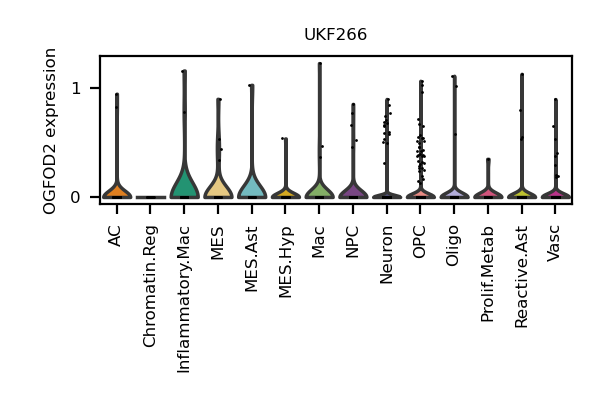 UKF266
OGFOD2 expression
1
0
AC
Chromatin.Reg
Inflammatory.Mac
MES
MES.Ast
MES.Hyp
Mac
NPC
Neuron
OPC
Oligo
Prolif.Metab
Reactive.Ast
Vasc